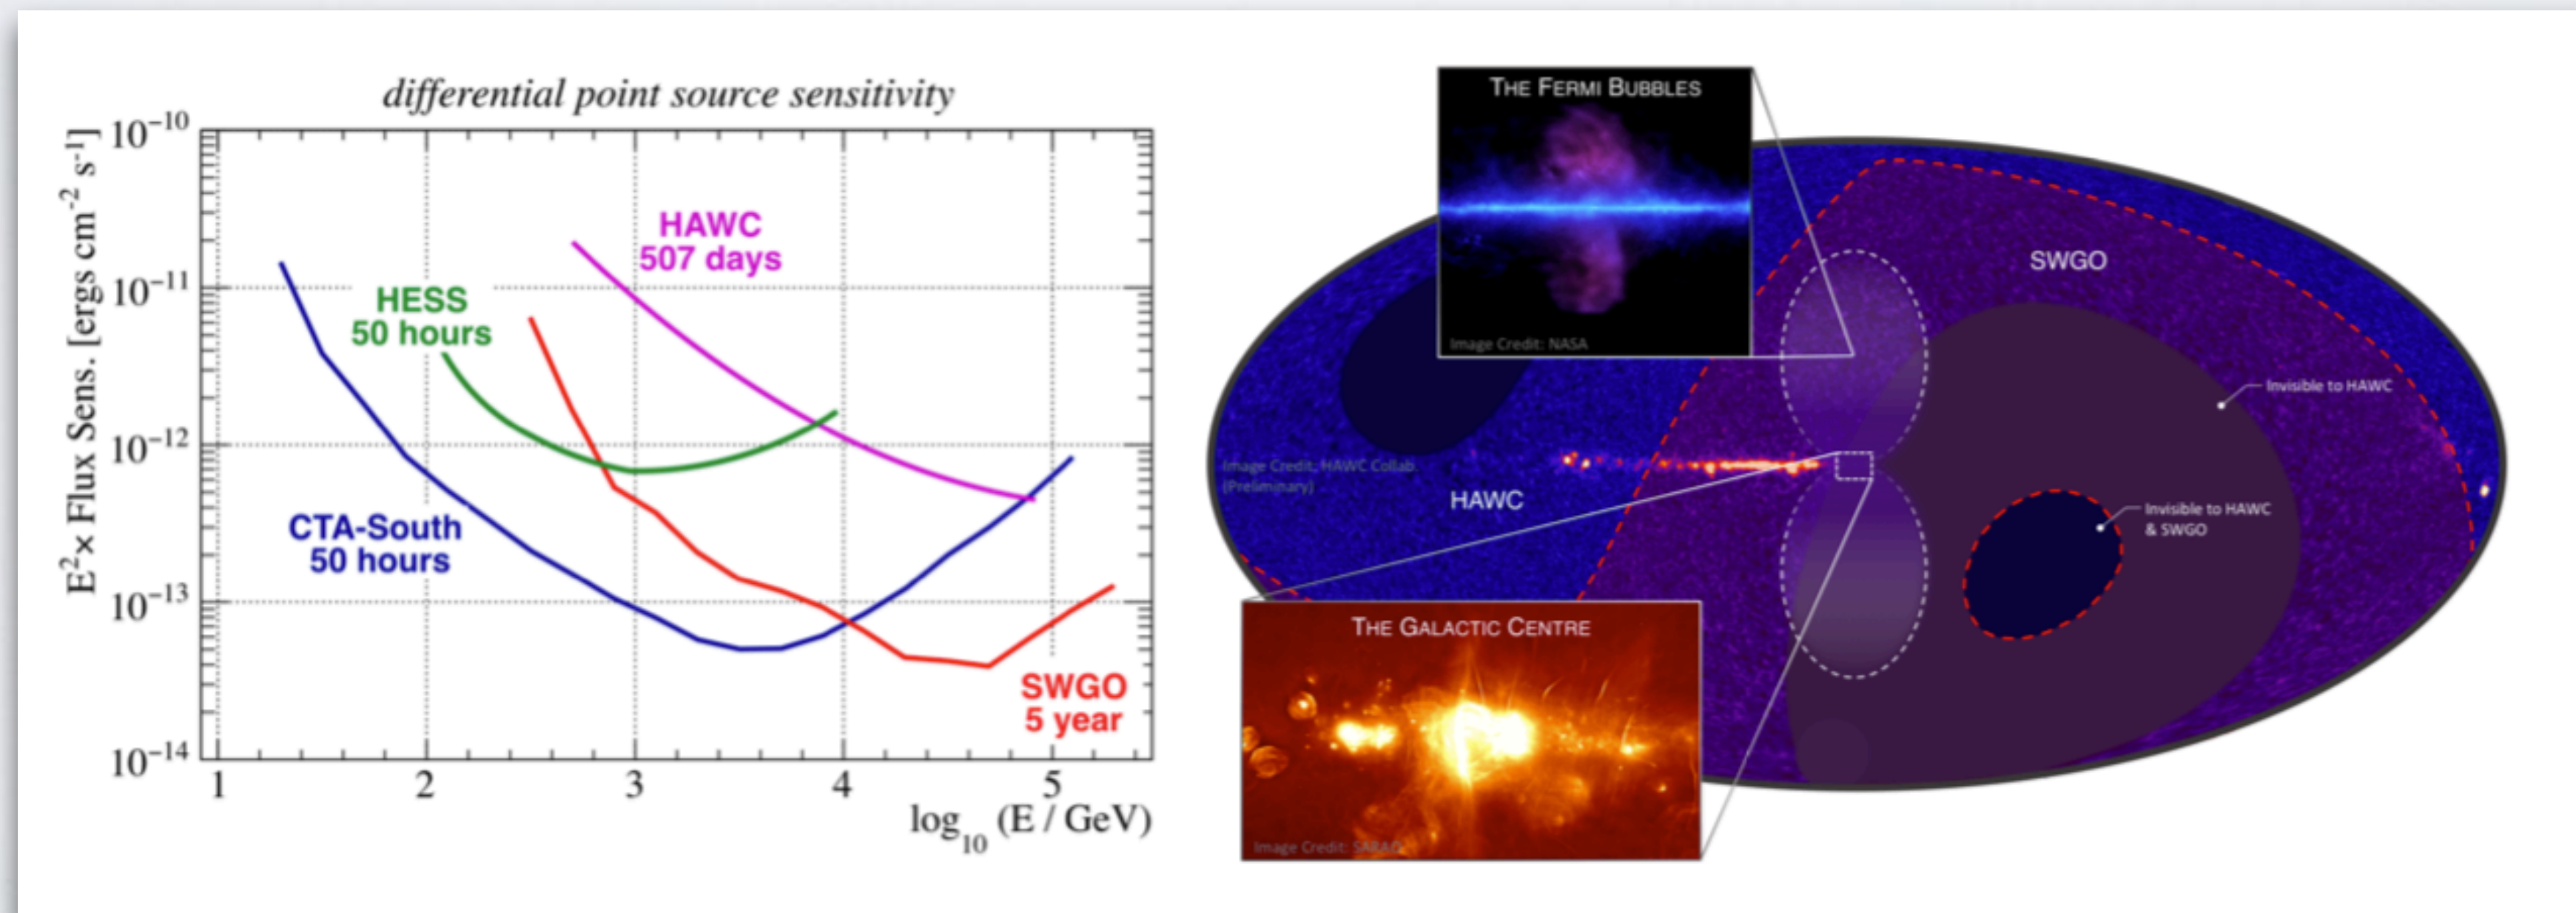 differential point source sensitivity
E² × Flux Sens. [ergs cm⁻² s⁻¹]
10⁻¹⁰
10⁻¹¹
10⁻¹²
10⁻¹³
10⁻¹⁴
HAWC
507 days
HESS
50 hours
CTA-South
50 hours
SWGO
5 year
1 2 3 4 5
log₁₀ (E / GeV)
THE FERMI BUBBLES
Image Credit: NASA
SWGO
Invisible to HAWC
Image Credit: HAWC Collab.
(Preliminary)
HAWC
Invisible to HAWC
& SWGO
THE GALACTIC CENTRE
Image Credit: SARAO